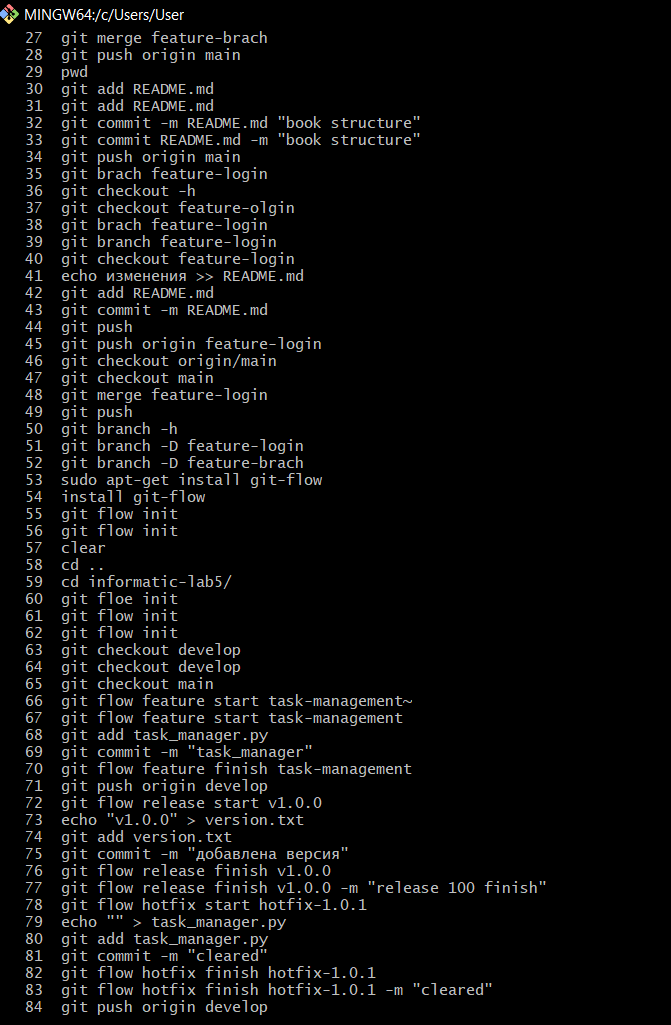 MINGW64:/c/Users/User
27 git merge feature-brach
28 git push origin main
29 pwd
30 git add README.md
31 git add README.md
32 git commit -m README.md "book structure"
33 git commit README.md -m "book structure"
34 git push origin main
35 git brach feature-login
36 git checkout -h
37 git checkout feature-olgin
38 git brach feature-login
39 git branch feature-login
40 git checkout feature-login
41 echo изменения >> README.md
42 git add README.md
43 git commit -m README.md
44 git push
45 git push origin feature-login
46 git checkout origin/main
47 git checkout main
48 git merge feature-login
49 git push
50 git branch -h
51 git branch -D feature-login
52 git branch -D feature-brach
53 sudo apt-get install git-flow
54 install git-flow
55 git flow init
56 git flow init
57 clear
58 cd ..
59 cd informatic-lab5/
60 git floe init
61 git flow init
62 git flow init
63 git checkout develop
64 git checkout develop
65 git checkout main
66 git flow feature start task-management~
67 git flow feature start task-management
68 git add task_manager.py
69 git commit -m "task_manager"
70 git flow feature finish task-management
71 git push origin develop
72 git flow release start v1.0.0
73 echo "v1.0.0" > version.txt
74 git add version.txt
75 git commit -m "добавлена версия"
76 git flow release finish v1.0.0
77 git flow release finish v1.0.0 -m "release 100 finish"
78 git flow hotfix start hotfix-1.0.1
79 echo "" > task_manager.py
80 git add task_manager.py
81 git commit -m "cleared"
82 git flow hotfix finish hotfix-1.0.1
83 git flow hotfix finish hotfix-1.0.1 -m "cleared"
84 git push origin develop